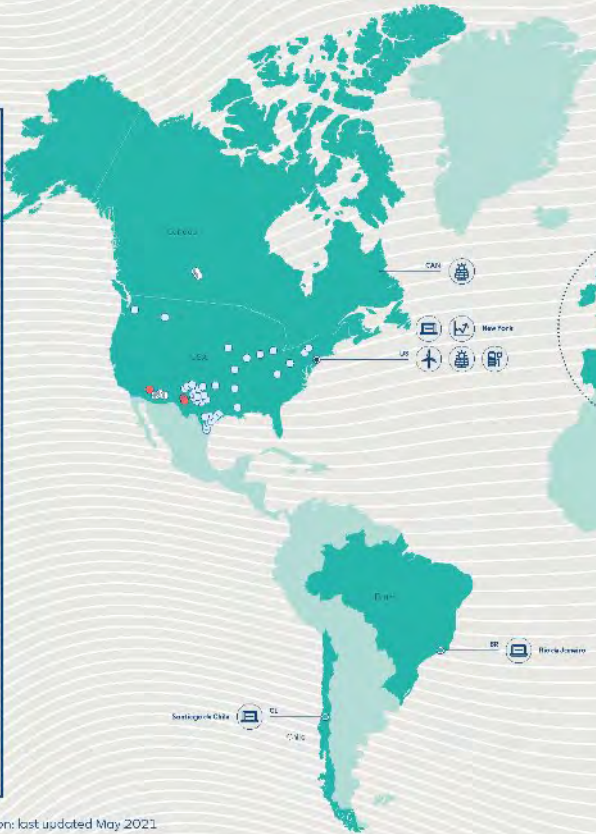 Canada
CAN
New York
USA
US
Brazil
BR
Rio de Janeiro
Santiago de Chile
CL
Chile
on: last updated May 2021